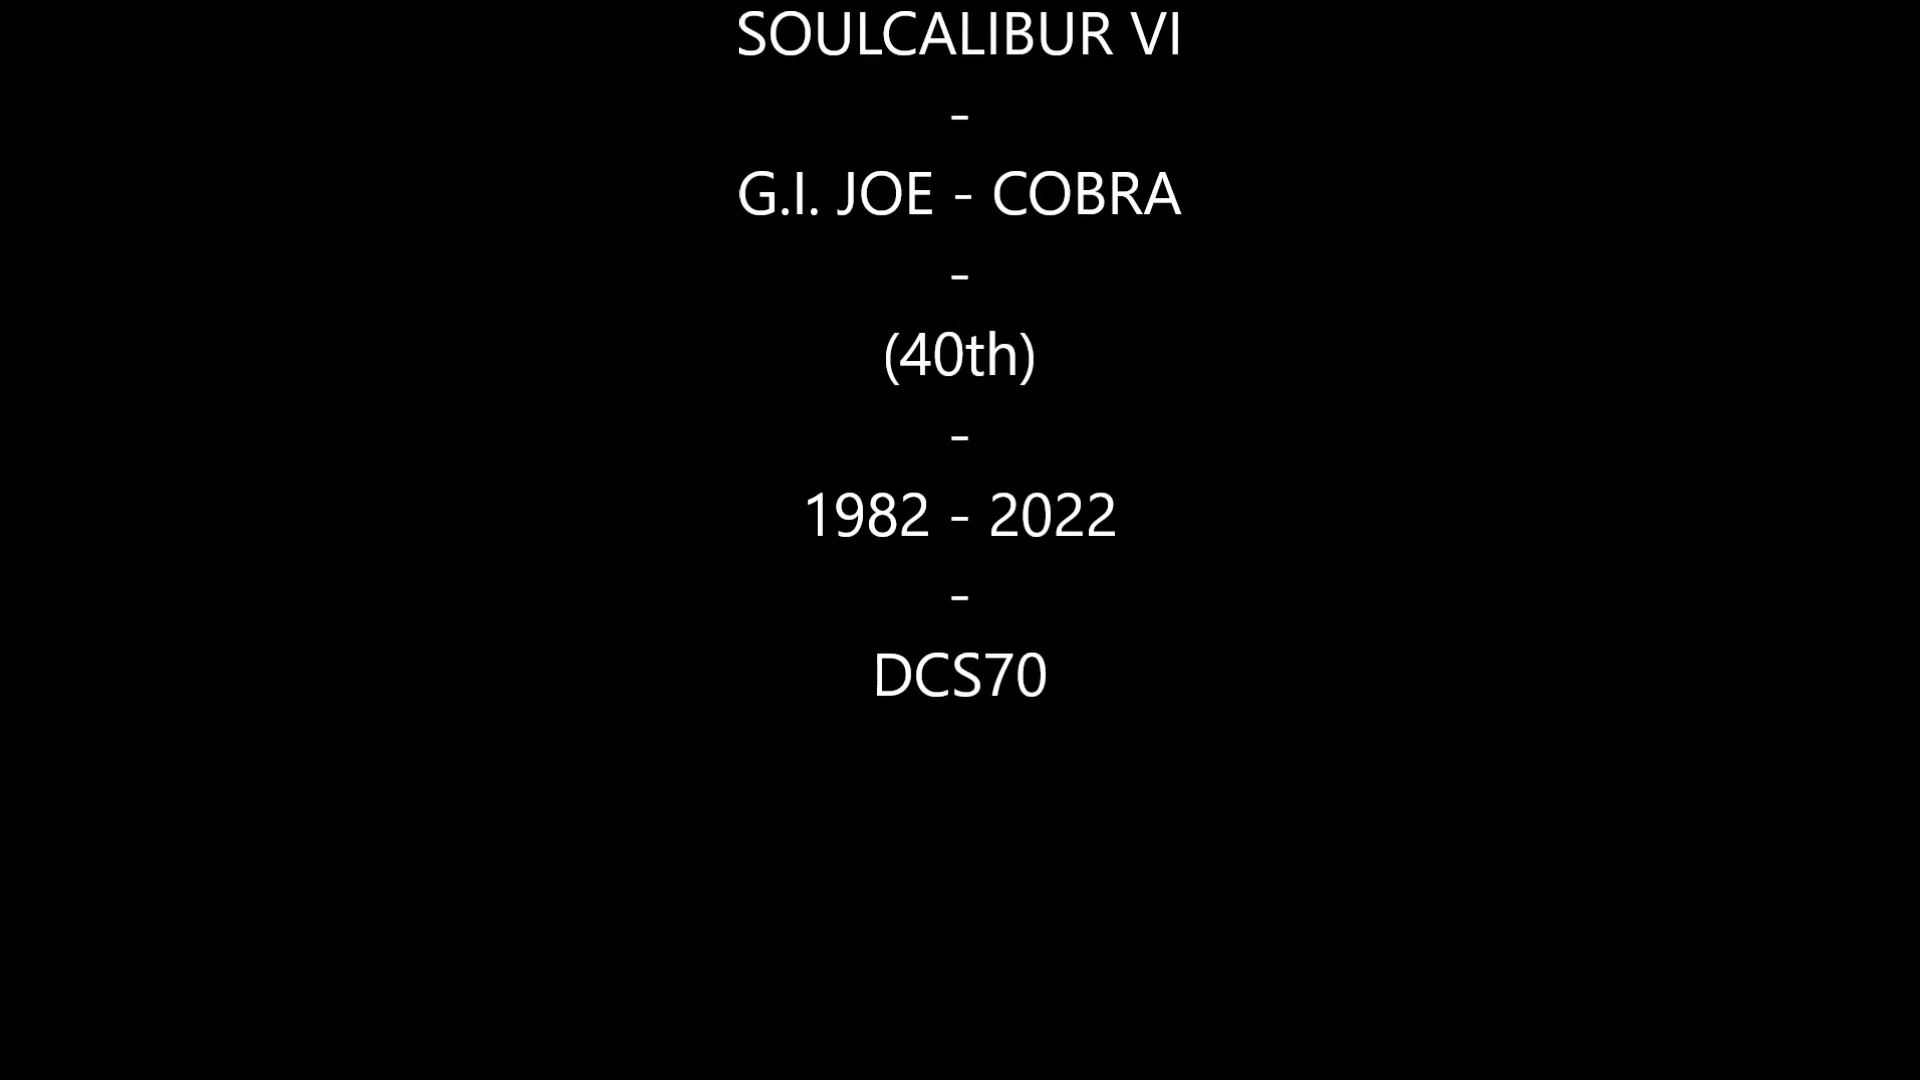 SOULCALIBUR VI
-
G.I. JOE - COBRA
-
(40th)
-
1982 - 2022
-
DCS70